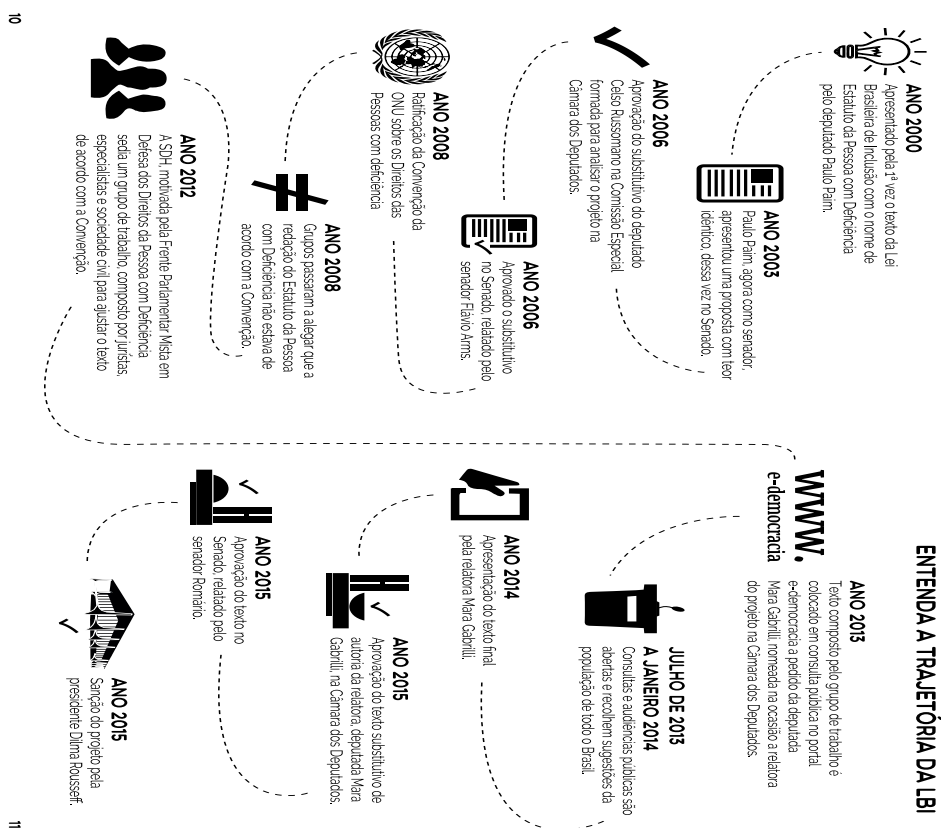 ENTENDA A TRAJETÓRIA DA LBI
ANO 2000
Apresentado pela 1ª vez o texto da Lei
Brasileira de Inclusão com o nome de
Estatuto da Pessoa com Deficiência
pelo deputado Paulo Paim.
ANO 2003
Paulo Paim, agora como senador,
apresentou uma proposta com teor
idêntico, dessa vez no Senado.
ANO 2006
Aprovação do substitutivo do deputado
Celso Russomano na Comissão Especial
formada para analisar o projeto na
Câmara dos Deputados.
ANO 2006
Aprovado o substitutivo
no Senado, relatado pelo
senador Flávio Arns.
ANO 2008
Ratificação da Convenção da
ONU sobre os Direitos das
Pessoas com deficiência
ANO 2008
Grupos passaram a alegar que a
redação do Estatuto da Pessoa
com Deficiência não estava de
acordo com a Convenção.
ANO 2012
A SDH, motivada pela Frente Parlamentar Mista em
Defesa dos Direitos da Pessoa com Deficiência
sedia um grupo de trabalho, composto por juristas,
especialistas e sociedade civil para ajustar o texto
de acordo com a Convenção.
www.
e-democracia
ANO 2013
Texto composto pelo grupo de trabalho é
colocado em consulta pública no portal
e-democracia a pedido da deputada
Mara Gabrilli, nomeada na ocasião a relatora
do projeto na Câmara dos Deputados.
JULHO DE 2013
A JANEIRO 2014
Consultas e audiências públicas são
abertas e recolhem sugestões da
população de todo o Brasil.
ANO 2014
Apresentação do texto final
pela relatora Mara Gabrilli.
ANO 2015
Aprovação do texto substitutivo de
autoria da relatora, deputada Mara
Gabrilli, na Câmara dos Deputados.
ANO 2015
Aprovação do texto no
Senado, relatado pelo
senador Romário.
ANO 2015
Sanção do projeto pela
presidente Dilma Rousseff.
10
11